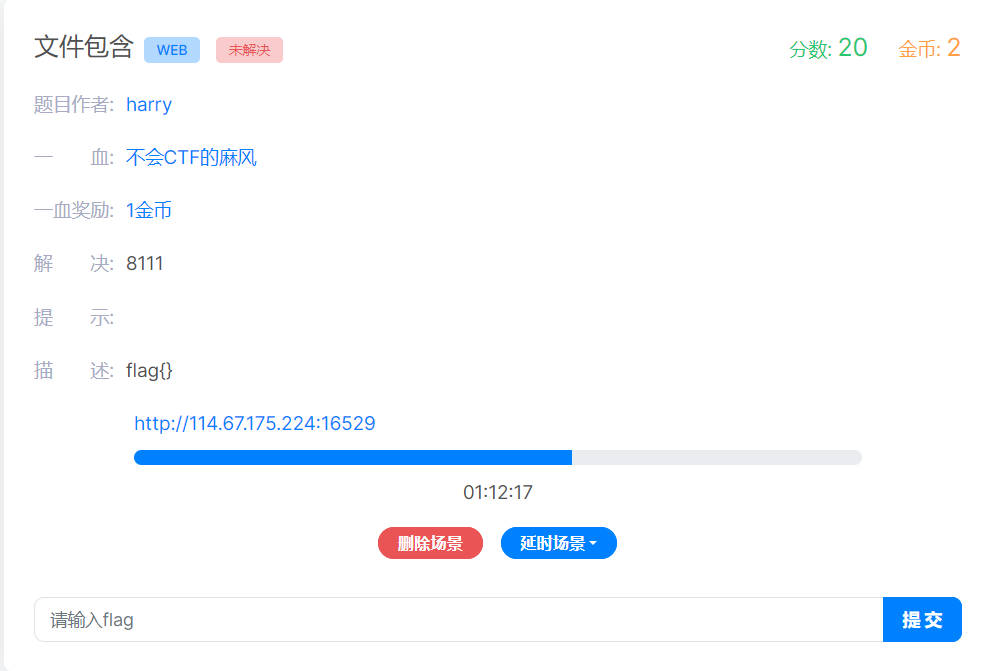 文件包含 WEB 未解决 分数: 20 金币: 2
题目作者: harry
一 血: 不会CTF的麻风
一血奖励: 1金币
解 决: 8111
提 示:
描 述: flag{}
http://114.67.175.224:16529
01:12:17
删除场景 延时场景
请输入flag 提 交